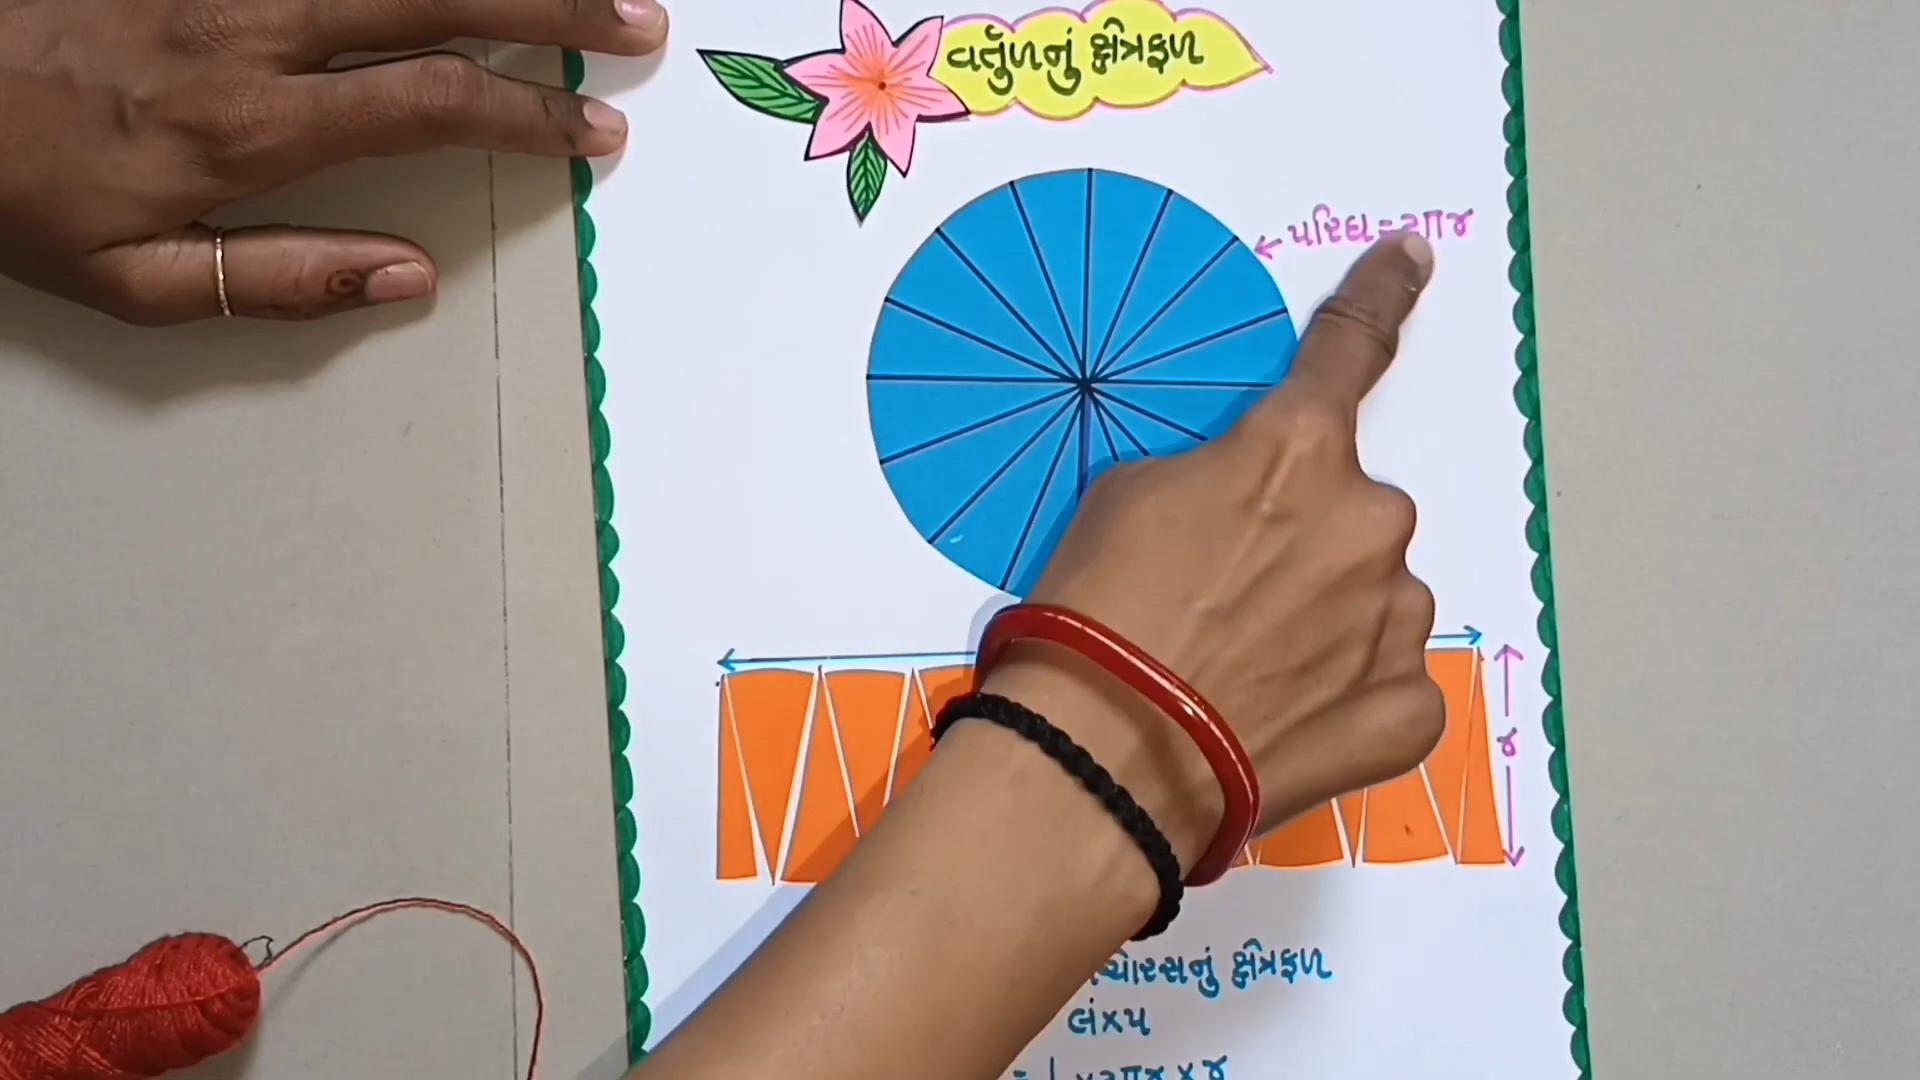 વર્તુળનું ક્ષેત્રફળ
પરિઘ = ૨πr
r
ચોરસનું ક્ષેત્રફળ
લં×પ